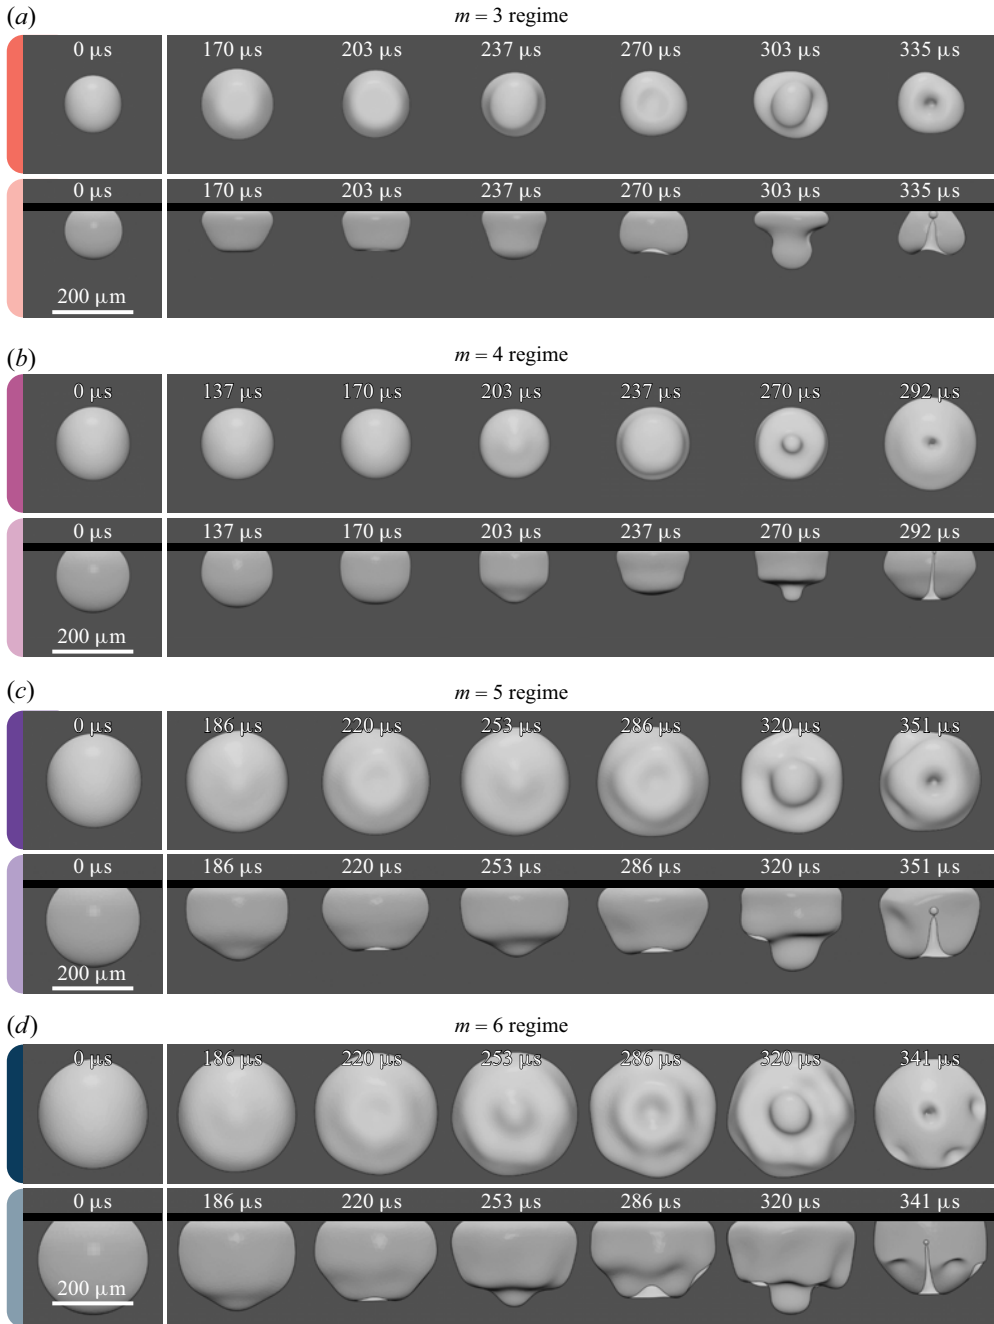 (a)
m = 3 regime
0 μs 170 μs 203 μs 237 μs 270 μs 303 μs 335 μs
0 μs 170 μs 203 μs 237 μs 270 μs 303 μs 335 μs
200 μm
(b)
m = 4 regime
0 μs 137 μs 170 μs 203 μs 237 μs 270 μs 292 μs
0 μs 137 μs 170 μs 203 μs 237 μs 270 μs 292 μs
200 μm
(c)
m = 5 regime
0 μs 186 μs 220 μs 253 μs 286 μs 320 μs 351 μs
0 μs 186 μs 220 μs 253 μs 286 μs 320 μs 351 μs
200 μm
(d)
m = 6 regime
0 μs 186 μs 220 μs 253 μs 286 μs 320 μs 341 μs
0 μs 186 μs 220 μs 253 μs 286 μs 320 μs 341 μs
200 μm